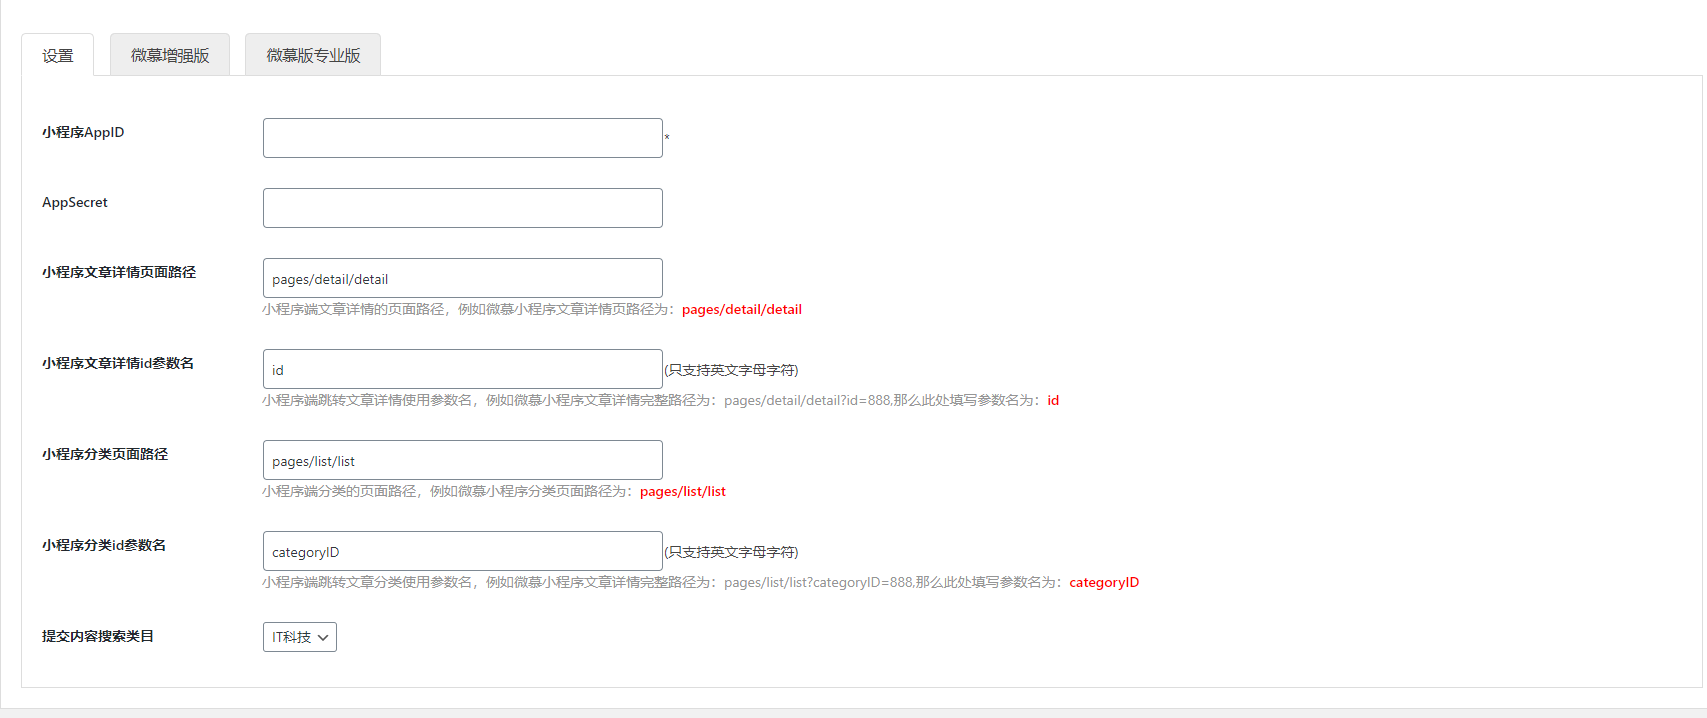 设置 微慕增强版 微慕版专业版
小程序AppID *
AppSecret
小程序文章详情页面路径 pages/detail/detail
小程序端文章详情的页面路径，例如微慕小程序文章详情页路径为：pages/detail/detail
小程序文章详情id参数名 id (只支持英文字母字符)
小程序端跳转文章详情使用参数名，例如微慕小程序文章详情完整路径为：pages/detail/detail?id=888,那么此处填写参数名为：id
小程序分类页面路径 pages/list/list
小程序端分类的页面路径，例如微慕小程序分类页面路径为：pages/list/list
小程序分类id参数名 categoryID (只支持英文字母字符)
小程序端跳转文章分类使用参数名，例如微慕小程序文章详情完整路径为：pages/list/list?categoryID=888,那么此处填写参数名为：categoryID
提交内容搜索类目 IT科技